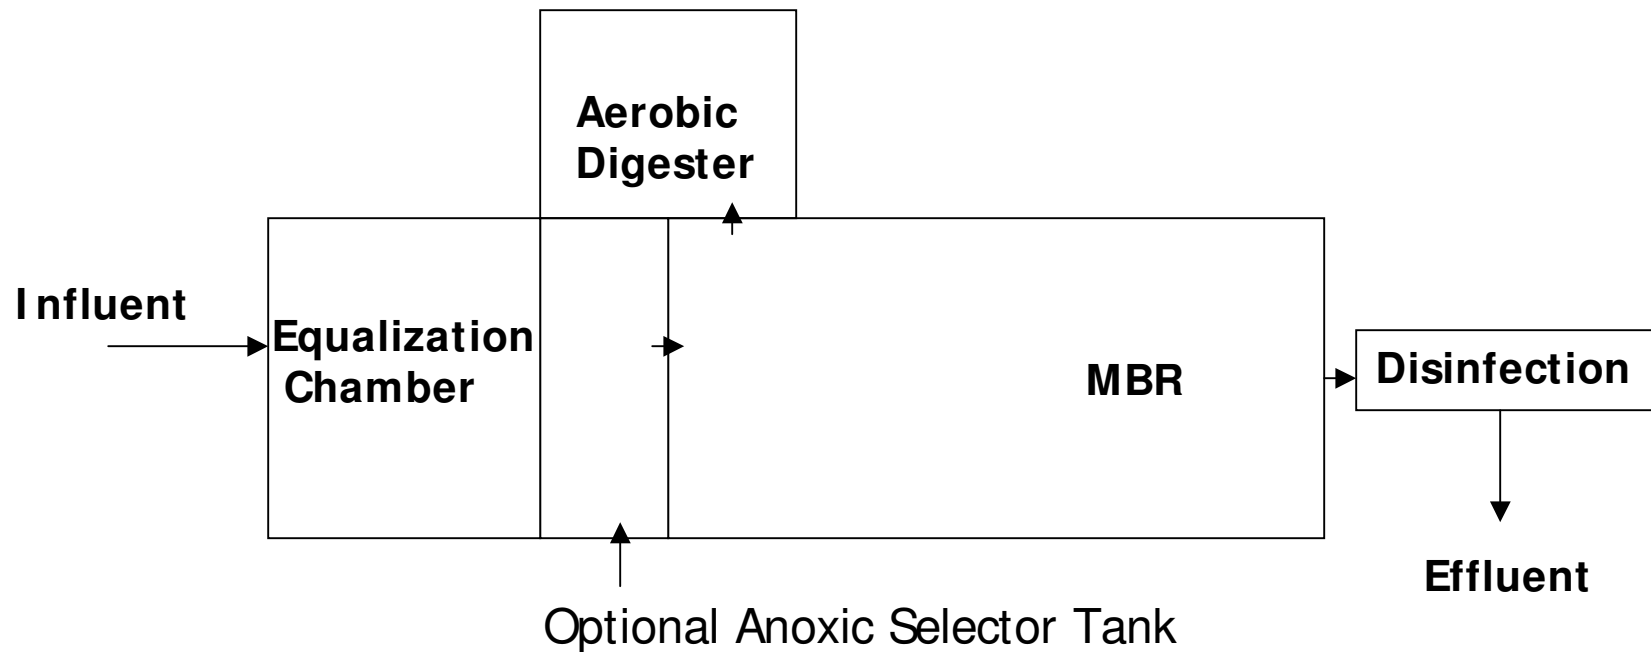 Aerobic
Digester
Influent
Equalization
Chamber
MBR
Disinfection
Effluent
Optional Anoxic Selector Tank